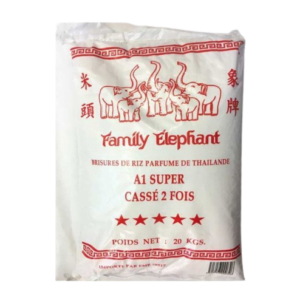 米頭
象牌
Family Elephant
BRISURES DE RIZ PARFUME DE THAILANDE
A1 SUPER
CASSÉ 2 FOIS
POIDS NET : 20 KGS.